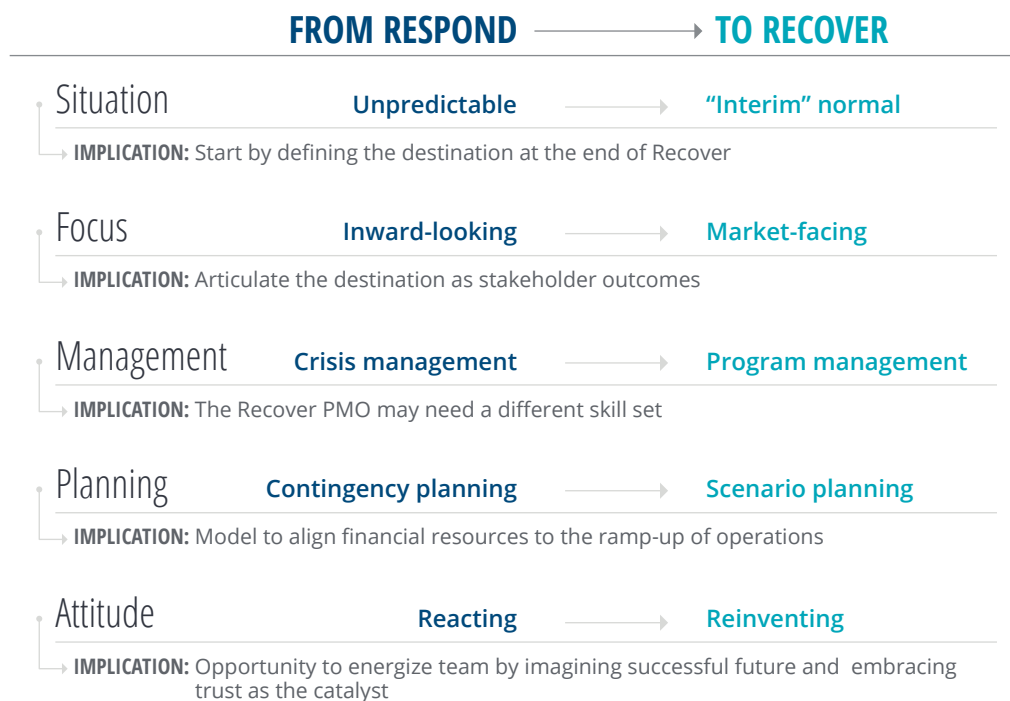 FROM RESPOND TO RECOVER
Situation Unpredictable “Interim” normal
IMPLICATION: Start by defining the destination at the end of Recover
Focus Inward-looking Market-facing
IMPLICATION: Articulate the destination as stakeholder outcomes
Management Crisis management Program management
IMPLICATION: The Recover PMO may need a different skill set
Planning Contingency planning Scenario planning
IMPLICATION: Model to align financial resources to the ramp-up of operations
Attitude Reacting Reinventing
IMPLICATION: Opportunity to energize team by imagining successful future and embracing
trust as the catalyst